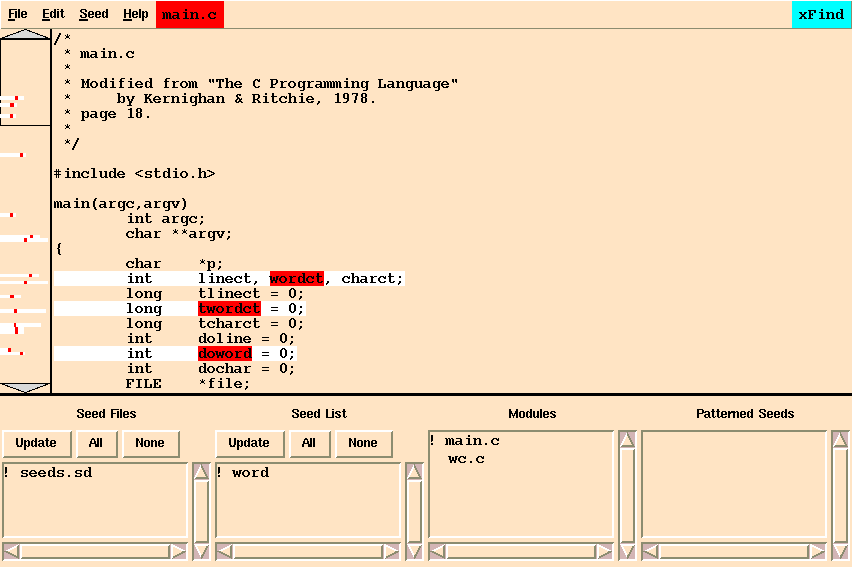 File Edit Seed Help main.c xFind
/*
 * main.c
 *
 * Modified from "The C Programming Language"
 *     by Kernighan & Ritchie, 1978.
 * page 18.
 *
 */
#include <stdio.h>
main(argc,argv)
        int argc;
        char **argv;
{
        char    *p;
        int     linect, wordct, charct;
        long    tlinect = 0;
        long    twordct = 0;
        long    tcharct = 0;
        int     doline = 0;
        int     doword = 0;
        int     dochar = 0;
        FILE    *file;
Seed Files Seed List Modules Patterned Seeds
Update All None Update All None
! main.c
wc.c
! seeds.sd ! word